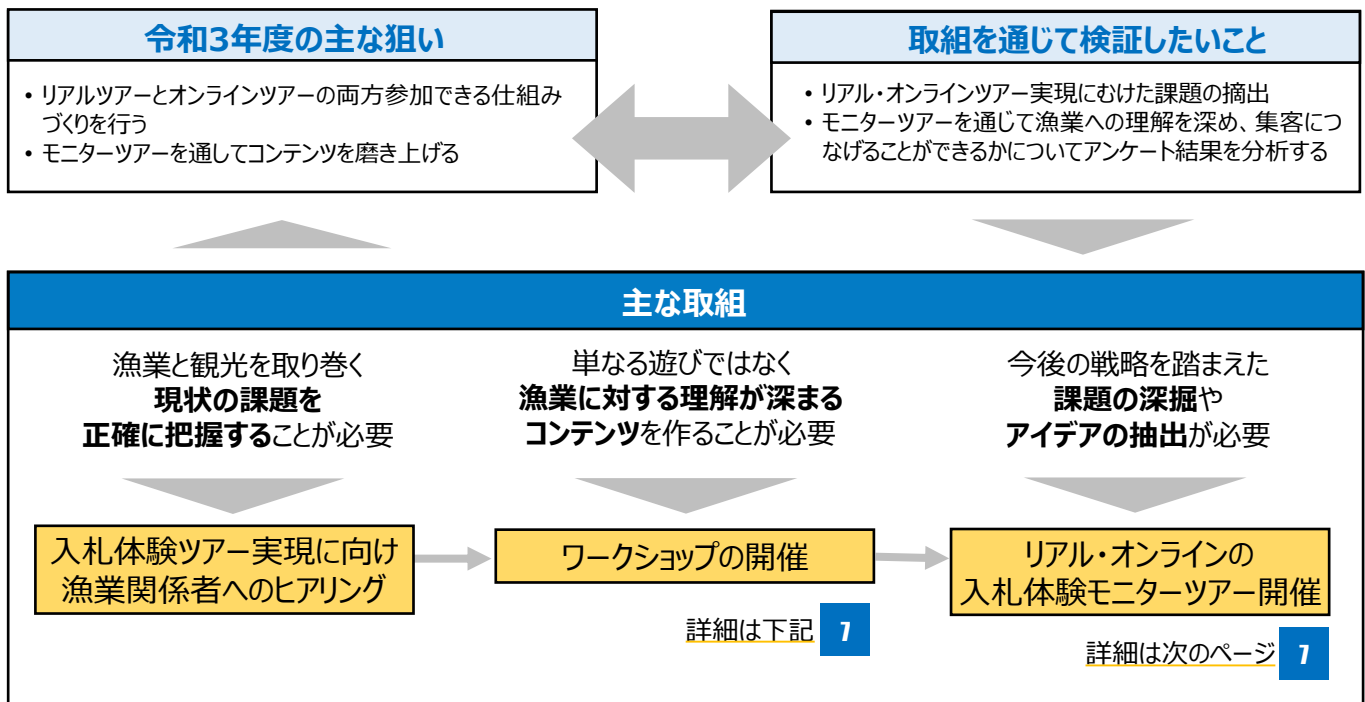 令和3年度の主な狙い
• リアルツアーとオンラインツアーの両方参加できる仕組み
づくりを行う
• モニターツアーを通してコンテンツを磨き上げる
取組を通じて検証したいこと
• リアル・オンラインツアー実現にむけた課題の摘出
• モニターツアーを通じて漁業への理解を深め、集客につ
なげることができるかについてアンケート結果を分析する
主な取組
漁業と観光を取り巻く
現状の課題を
正確に把握することが必要
入札体験ツアー実現に向け
漁業関係者へのヒアリング
単なる遊びではなく
漁業に対する理解が深まる
コンテンツを作ることが必要
ワークショップの開催
詳細は下記 1
今後の戦略を踏まえた
課題の深掘や
アイデアの抽出が必要
リアル・オンラインの
入札体験モニターツアー開催
詳細は次のページ 1